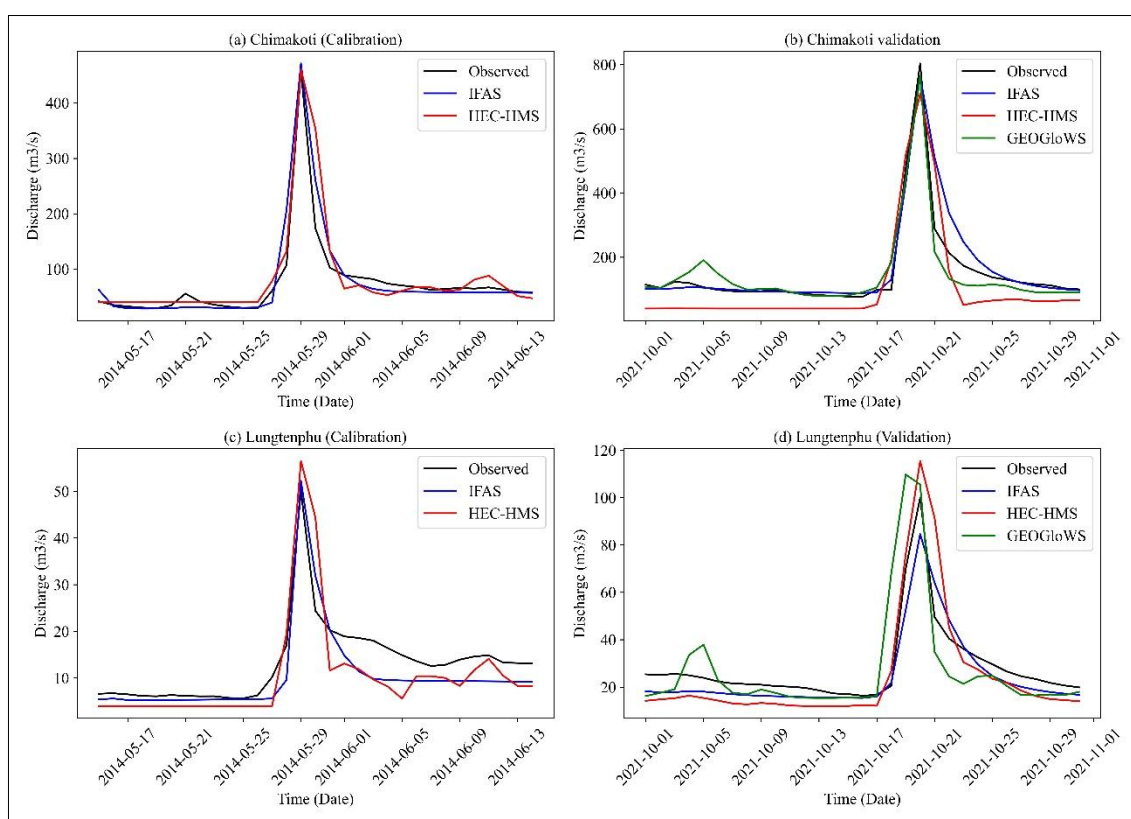 (a) Chimakoti (Calibration)
Discharge (m3/s)
400
300
200
100
Observed
IFAS
HEC-HMS
2014-05-17
2014-05-21
2014-05-25
2014-05-29
2014-06-01
2014-06-05
2014-06-09
2014-06-13
Time (Date)
(b) Chimakoti validation
Discharge (m3/s)
800
600
400
200
Observed
IFAS
HEC-HMS
GEOGloWS
2021-10-01
2021-10-05
2021-10-09
2021-10-13
2021-10-17
2021-10-21
2021-10-25
2021-10-29
2021-11-01
Time (Date)
(c) Lungtenphu (Calibration)
Discharge (m3/s)
50
40
30
20
10
Observed
IFAS
HEC-HMS
2014-05-17
2014-05-21
2014-05-25
2014-05-29
2014-06-01
2014-06-05
2014-06-09
2014-06-13
Time (Date)
(d) Lungtenphu (Validation)
Discharge (m3/s)
120
100
80
60
40
20
Observed
IFAS
HEC-HMS
GEOGloWS
2021-10-01
2021-10-05
2021-10-09
2021-10-13
2021-10-17
2021-10-21
2021-10-25
2021-10-29
2021-11-01
Time (Date)